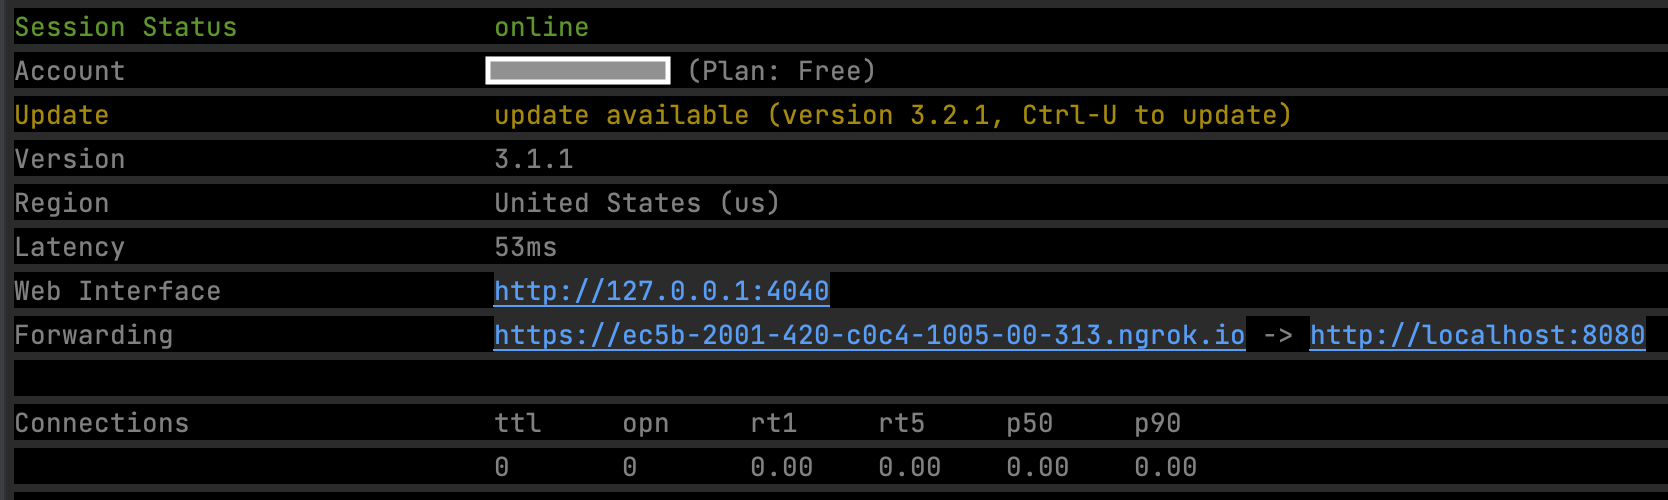 Session Status online
Account (Plan: Free)
Update update available (version 3.2.1, Ctrl-U to update)
Version 3.1.1
Region United States (us)
Latency 53ms
Web Interface http://127.0.0.1:4040
Forwarding https://ec5b-2001-420-c0c4-1005-00-313.ngrok.io -> http://localhost:8080
Connections ttl opn rt1 rt5 p50 p90
0 0 0.00 0.00 0.00 0.00